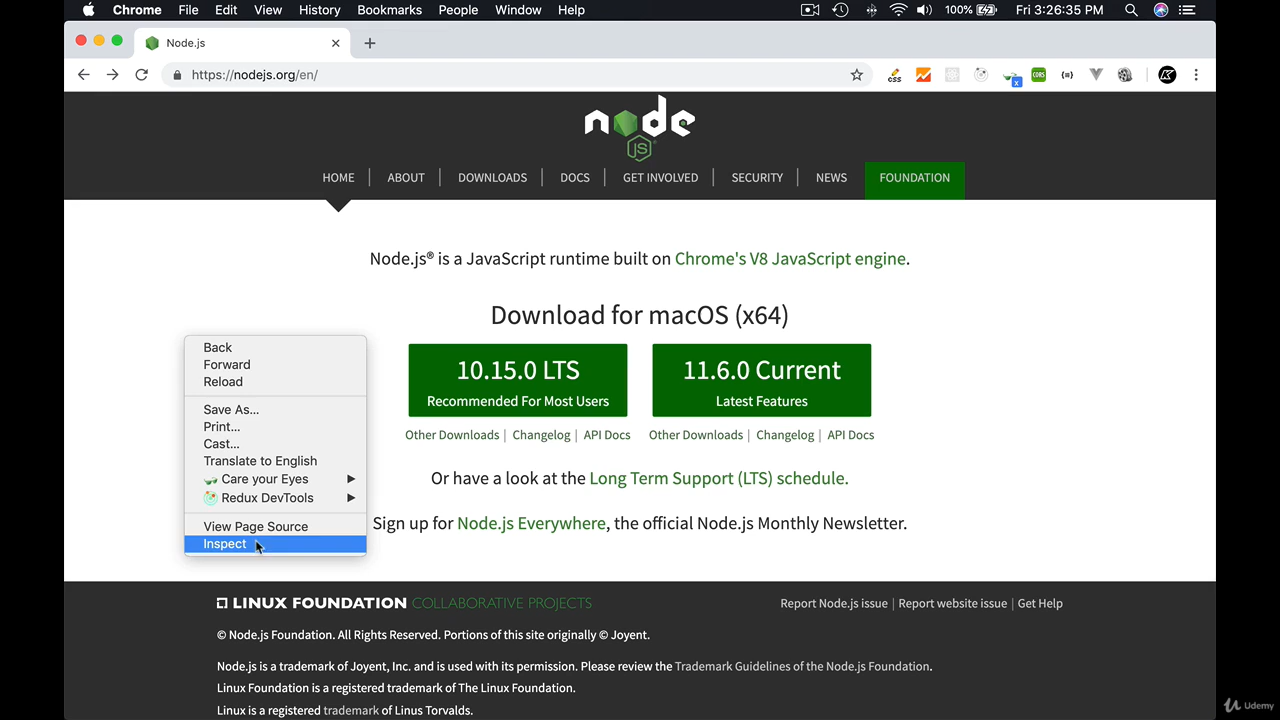 Chrome File Edit View History Bookmarks People Window Help 100% Fri 3:26:35 PM
Node.js
https://nodejs.org/en/
css
x
CORS
node
JS
HOME ABOUT DOWNLOADS DOCS GET INVOLVED SECURITY NEWS FOUNDATION
Node.js® is a JavaScript runtime built on Chrome's V8 JavaScript engine.
Download for macOS (x64)
10.15.0 LTS
Recommended For Most Users
11.6.0 Current
Latest Features
Other Downloads | Changelog | API Docs
Other Downloads | Changelog | API Docs
Or have a look at the Long Term Support (LTS) schedule.
Sign up for Node.js Everywhere, the official Node.js Monthly Newsletter.
Back
Forward
Reload
Save As...
Print...
Cast...
Translate to English
Care your Eyes
Redux DevTools
View Page Source
Inspect
LINUX FOUNDATION COLLABORATIVE PROJECTS
Report Node.js issue | Report website issue | Get Help
© Node.js Foundation. All Rights Reserved. Portions of this site originally © Joyent.
Node.js is a trademark of Joyent, Inc. and is used with its permission. Please review the Trademark Guidelines of the Node.js Foundation.
Linux Foundation is a registered trademark of The Linux Foundation.
Linux is a registered trademark of Linus Torvalds.
Udemy